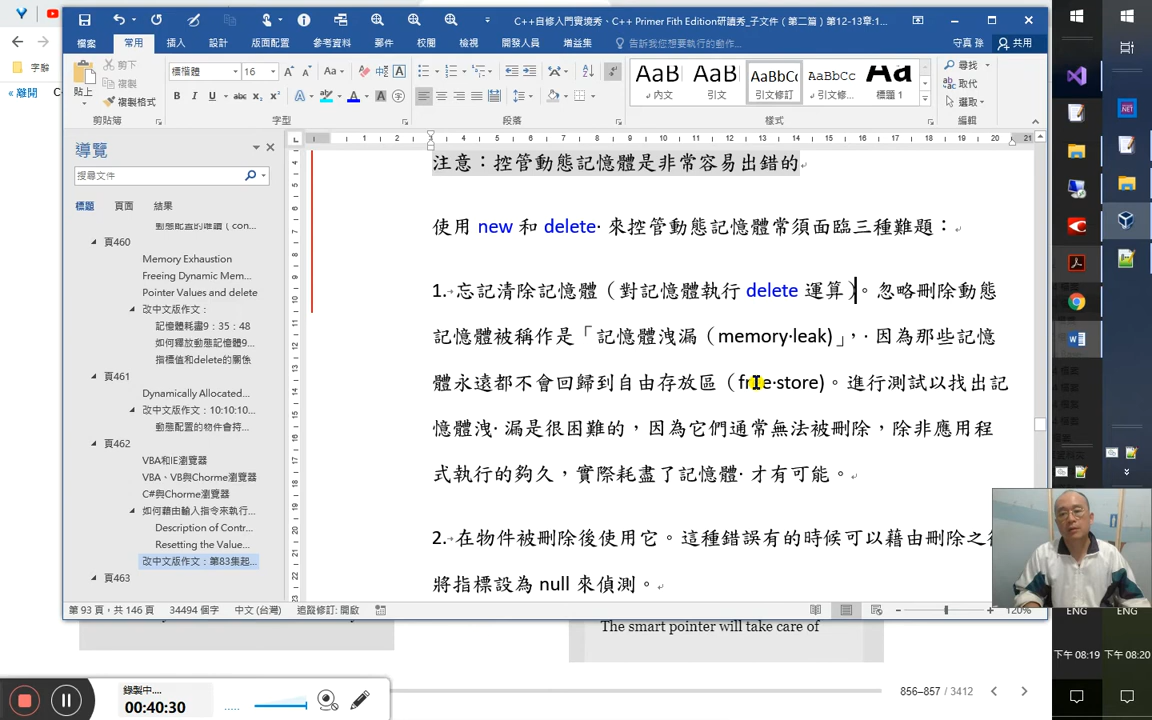 C++自修入門實境秀、C++ Primer Fith Edition研讀秀_子文件（第二篇）12-13章:1...
檔案 常用 插入 設計 版面配置 參考資料 郵件 校閱 檢視 開發人員 增益集 告訴我您想要執行的動作... 守真 孫 共用
字辭
« 離開
貼上 剪下 標楷體 16 尋找
複製 取代
複製格式 選取
AaBb AaBb AaBbCc AaBbCc AaBb
內文 引文 引文修訂 引文修... 標題 1
剪貼簿 字型 段落 樣式 編輯
導覽
搜尋文件
標題 頁面 結果
動態配置的唯讀（con...
頁460
Memory Exhaustion
Freeing Dynamic Mem...
Pointer Values and delete
改中文版作文：
記憶體耗盡9：35：48
如何釋放動態記憶體9...
指標值和delete的關係
頁461
Dynamically Allocated...
改中文版作文：10:10:10...
動態配置的物件會持...
頁462
VBA和IE瀏覽器
VBA、VB與Chorme瀏覽器
C#與Chorme瀏覽器
如何藉由輸入指令來執行...
Description of Contr...
Resetting the Value...
改中文版作文：第83集起...
頁463
注意：控管動態記憶體是非常容易出錯的
使用 new 和 delete 來控管動態記憶體常須面臨三種難題：
1. 忘記清除記憶體（對記憶體執行 delete 運算）。忽略刪除動態
記憶體被稱作是「記憶體洩漏（memory leak)」， 因為那些記憶
體永遠都不會回歸到自由存放區（free store)。進行測試以找出記
憶體洩 漏是很困難的，因為它們通常無法被刪除，除非應用程
式執行的夠久，實際耗盡了記憶體 才有可能。
2. 在物件被刪除後使用它。這種錯誤有的時候可以藉由刪除之
將指標設為 null 來偵測。
第 93 頁，共 146 頁 34494 個字 中文 (台灣) 追蹤修訂: 開啟 120%
The smart pointer will take care of
856–857 / 3412
錄製中....
00:40:30
ENG ENG
下午 08:19 下午 08:20